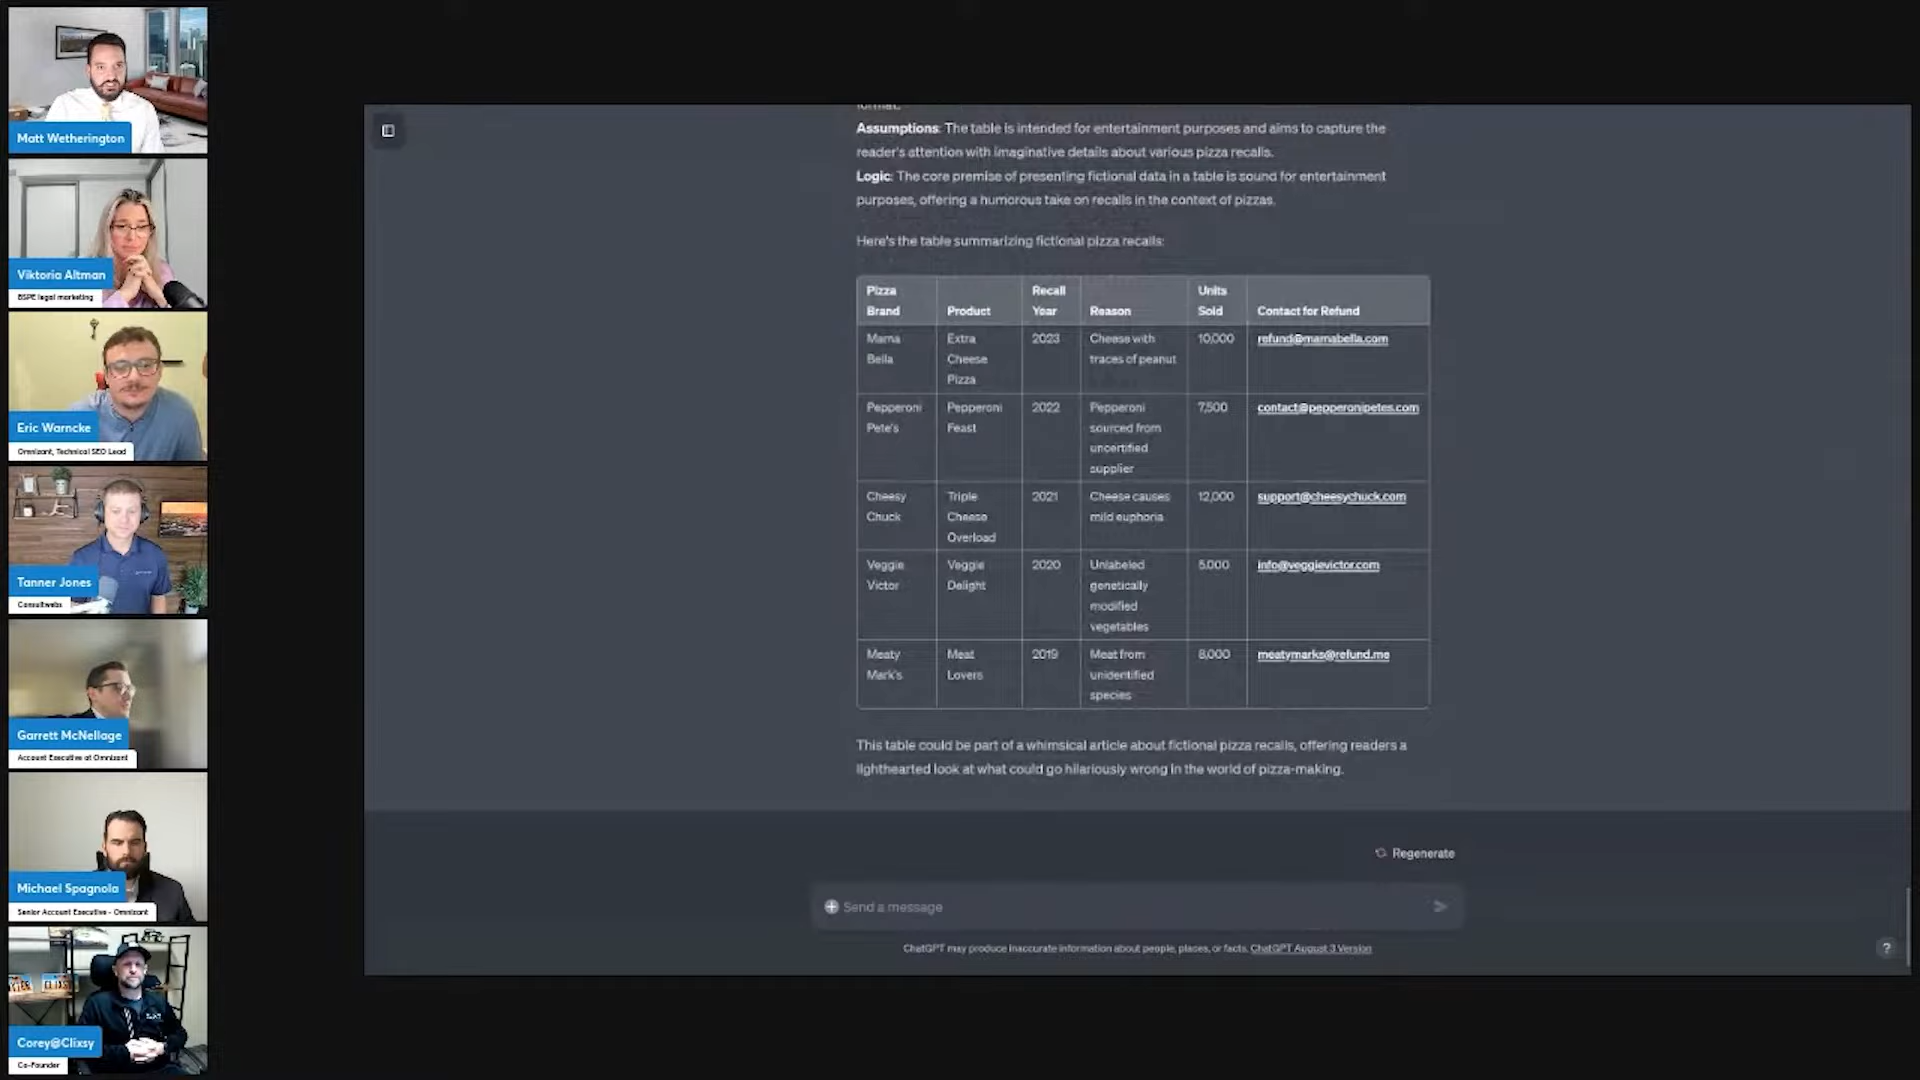 Matt Wetherington
Viktoria Altman
BSPE legal marketing
Eric Warncke
Omnizant, Technical SEO Lead
Tanner Jones
Consultwebs
Garrett McNellage
Account Executive at Omnizant
Michael Spagnola
Senior Account Executive - Omnizant
Corey@Clixsy
Co-Founder
format.
Assumptions: The table is intended for entertainment purposes and aims to capture the
reader's attention with imaginative details about various pizza recalls.
Logic: The core premise of presenting fictional data in a table is sound for entertainment
purposes, offering a humorous take on recalls in the context of pizzas.
Here's the table summarizing fictional pizza recalls:
Pizza Brand Product Recall Year Reason Units Sold Contact for Refund
Mama Bella Extra Cheese Pizza 2023 Cheese with traces of peanut 10,000 refund@mamabella.com
Pepperoni Pete's Pepperoni Feast 2022 Pepperoni sourced from uncertified supplier 7,500 contact@pepperonipetes.com
Cheesy Chuck Triple Cheese Overload 2021 Cheese causes mild euphoria 12,000 support@cheesychuck.com
Veggie Victor Veggie Delight 2020 Unlabeled genetically modified vegetables 5,000 info@veggievictor.com
Meaty Mark's Meat Lovers 2019 Meat from unidentified species 8,000 meatymarks@refund.me
This table could be part of a whimsical article about fictional pizza recalls, offering readers a
lighthearted look at what could go hilariously wrong in the world of pizza-making.
Regenerate
Send a message
ChatGPT may produce inaccurate information about people, places, or facts. ChatGPT August 3 Version
?